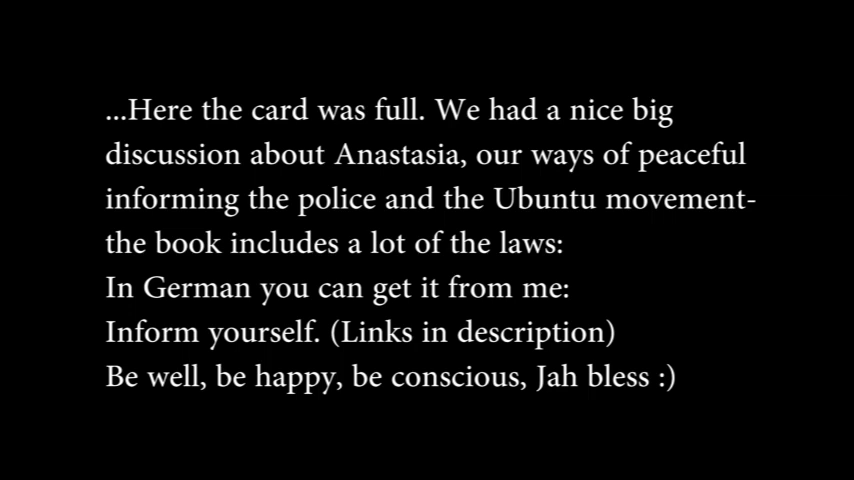 ...Here the card was full. We had a nice big
discussion about Anastasia, our ways of peaceful
informing the police and the Ubuntu movement-
the book includes a lot of the laws:
In German you can get it from me:
Inform yourself. (Links in description)
Be well, be happy, be conscious, Jah bless :)